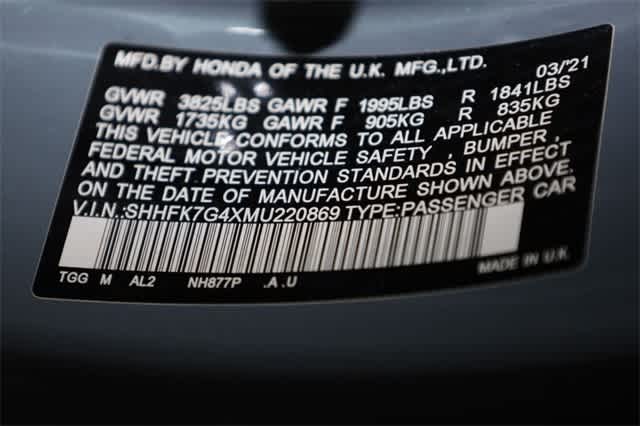 MFD.BY HONDA OF THE U.K. MFG.,LTD. 03/'21
GVWR 3825LBS GAWR F 1995LBS R 1841LBS
GVWR 1735KG GAWR F 905KG R 835KG
THIS VEHICLE CONFORMS TO ALL APPLICABLE
FEDERAL MOTOR VEHICLE SAFETY , BUMPER ,
AND THEFT PREVENTION STANDARDS IN EFFECT
ON THE DATE OF MANUFACTURE SHOWN ABOVE.
V.I.N.:SHHFK7G4XMU220869 TYPE:PASSENGER CAR
TGG M AL2 NH877P .A .U MADE IN U.K.